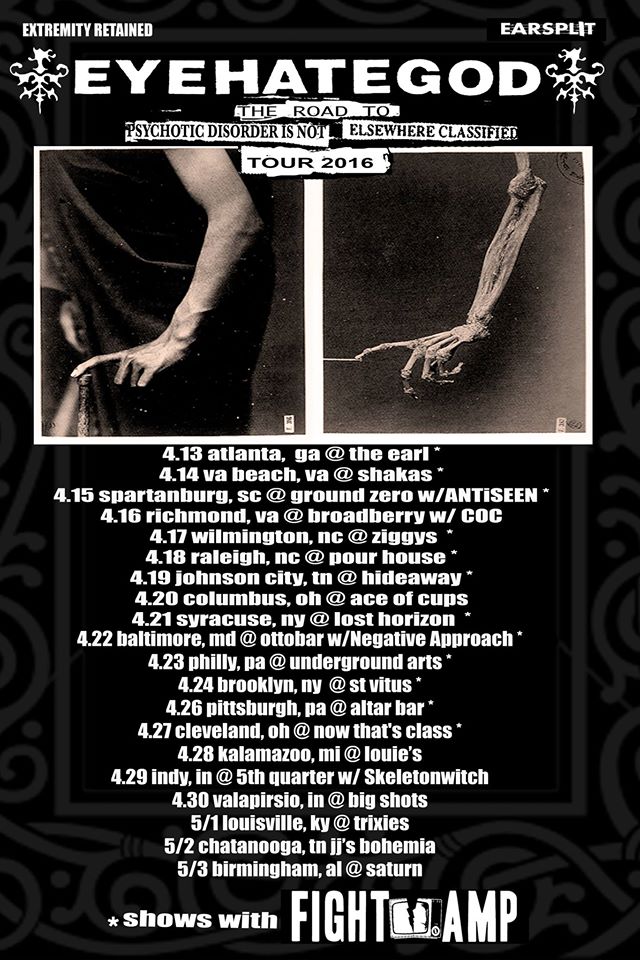 EXTREMITY RETAINED
EARSPLIT
EYEHATEGOD
THE ROAD TO
PSYCHOTIC DISORDER IS NOT ELSEWHERE CLASSIFIED
TOUR 2016
4.13 atlanta, ga @ the earl *
4.14 va beach, va @ shakas *
4.15 spartanburg, sc @ ground zero w/ANTiSEEN *
4.16 richmond, va @ broadberry w/ COC
4.17 wilmington, nc @ ziggys *
4.18 raleigh, nc @ pour house *
4.19 johnson city, tn @ hideaway *
4.20 columbus, oh @ ace of cups
4.21 syracuse, ny @ lost horizon *
4.22 baltimore, md @ ottobar w/Negative Approach *
4.23 philly, pa @ underground arts *
4.24 brooklyn, ny @ st vitus *
4.26 pittsburgh, pa @ altar bar *
4.27 cleveland, oh @ now that's class *
4.28 kalamazoo, mi @ louie's
4.29 indy, in @ 5th quarter w/ Skeletonwitch
4.30 valapirsio, in @ big shots
5/1 louisville, ky @ trixies
5/2 chatanooga, tn jj's bohemia
5/3 birmingham, al @ saturn
* shows with FIGHT AMP